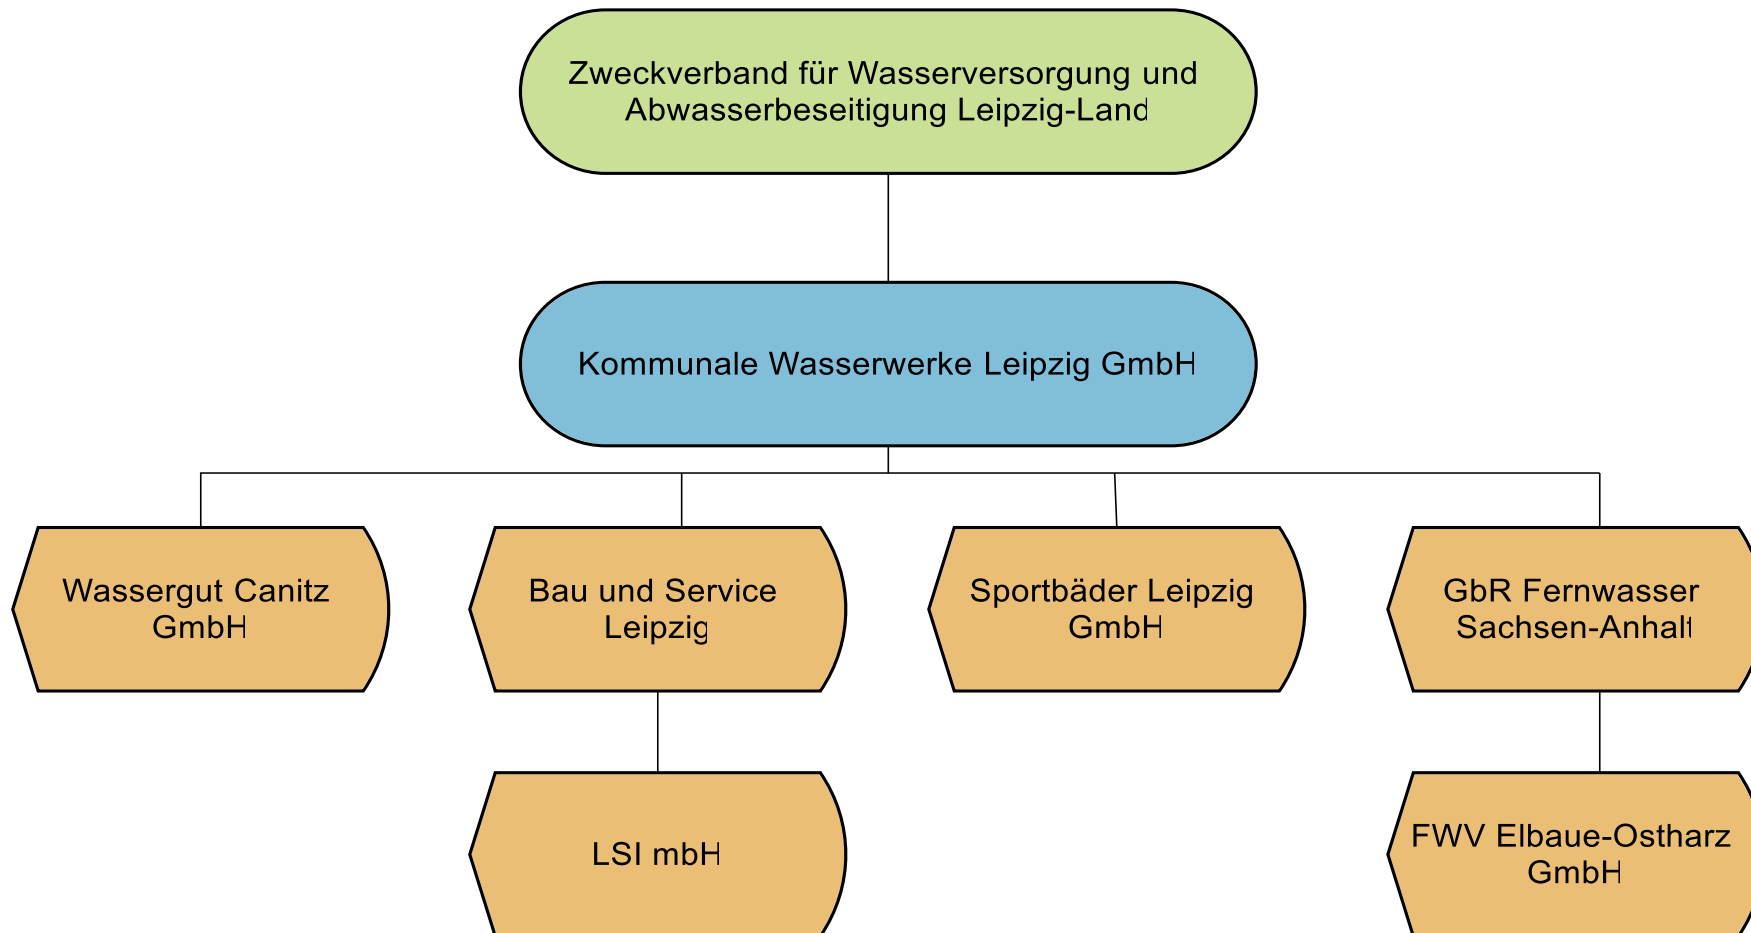 Zweckverband für Wasserversorgung und
Abwasserbeseitigung Leipzig-Land
Kommunale Wasserwerke Leipzig GmbH
Wassergut Canitz
GmbH
Bau und Service
Leipzig
Sportbäder Leipzig
GmbH
GbR Fernwasser
Sachsen-Anhalt
LSI mbH
FWV Elbaue-Ostharz
GmbH